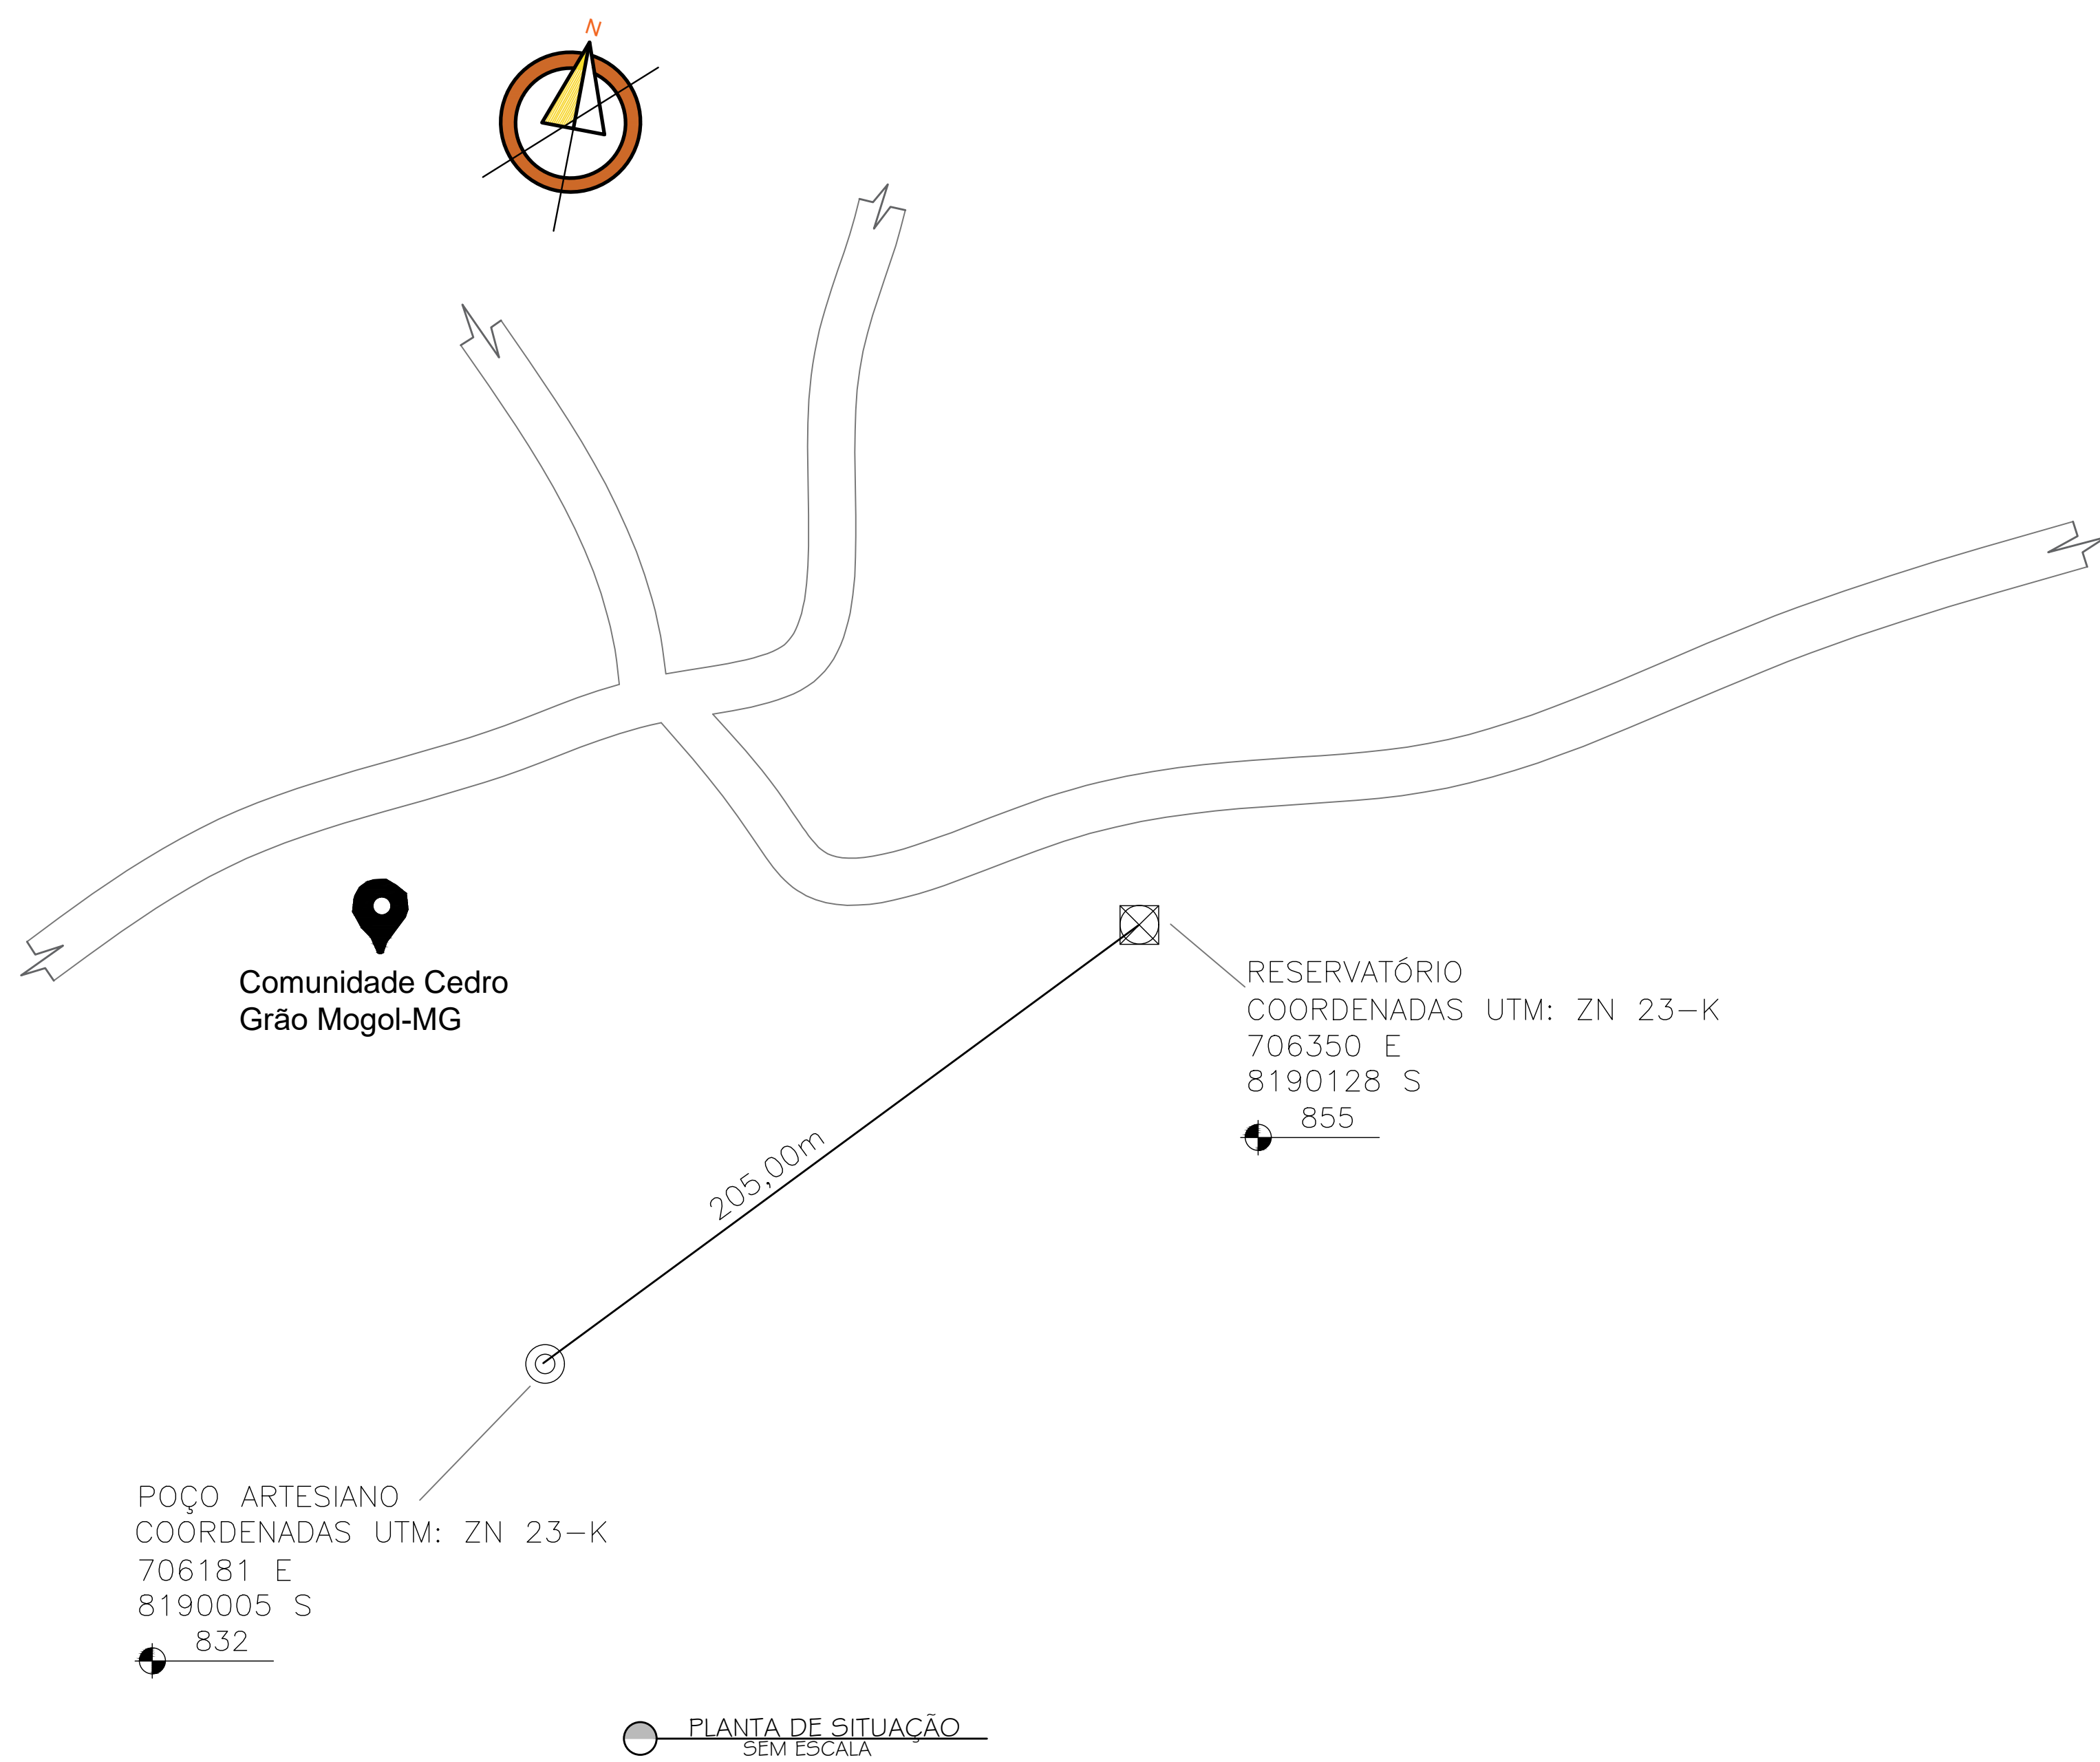 N
Comunidade Cedro
Grão Mogol-MG
RESERVATÓRIO
COORDENADAS UTM: ZN 23-K
706350 E
8190128 S
855
205,00m
POÇO ARTESIANO
COORDENADAS UTM: ZN 23-K
706181 E
8190005 S
832
PLANTA DE SITUAÇÃO
SEM ESCALA